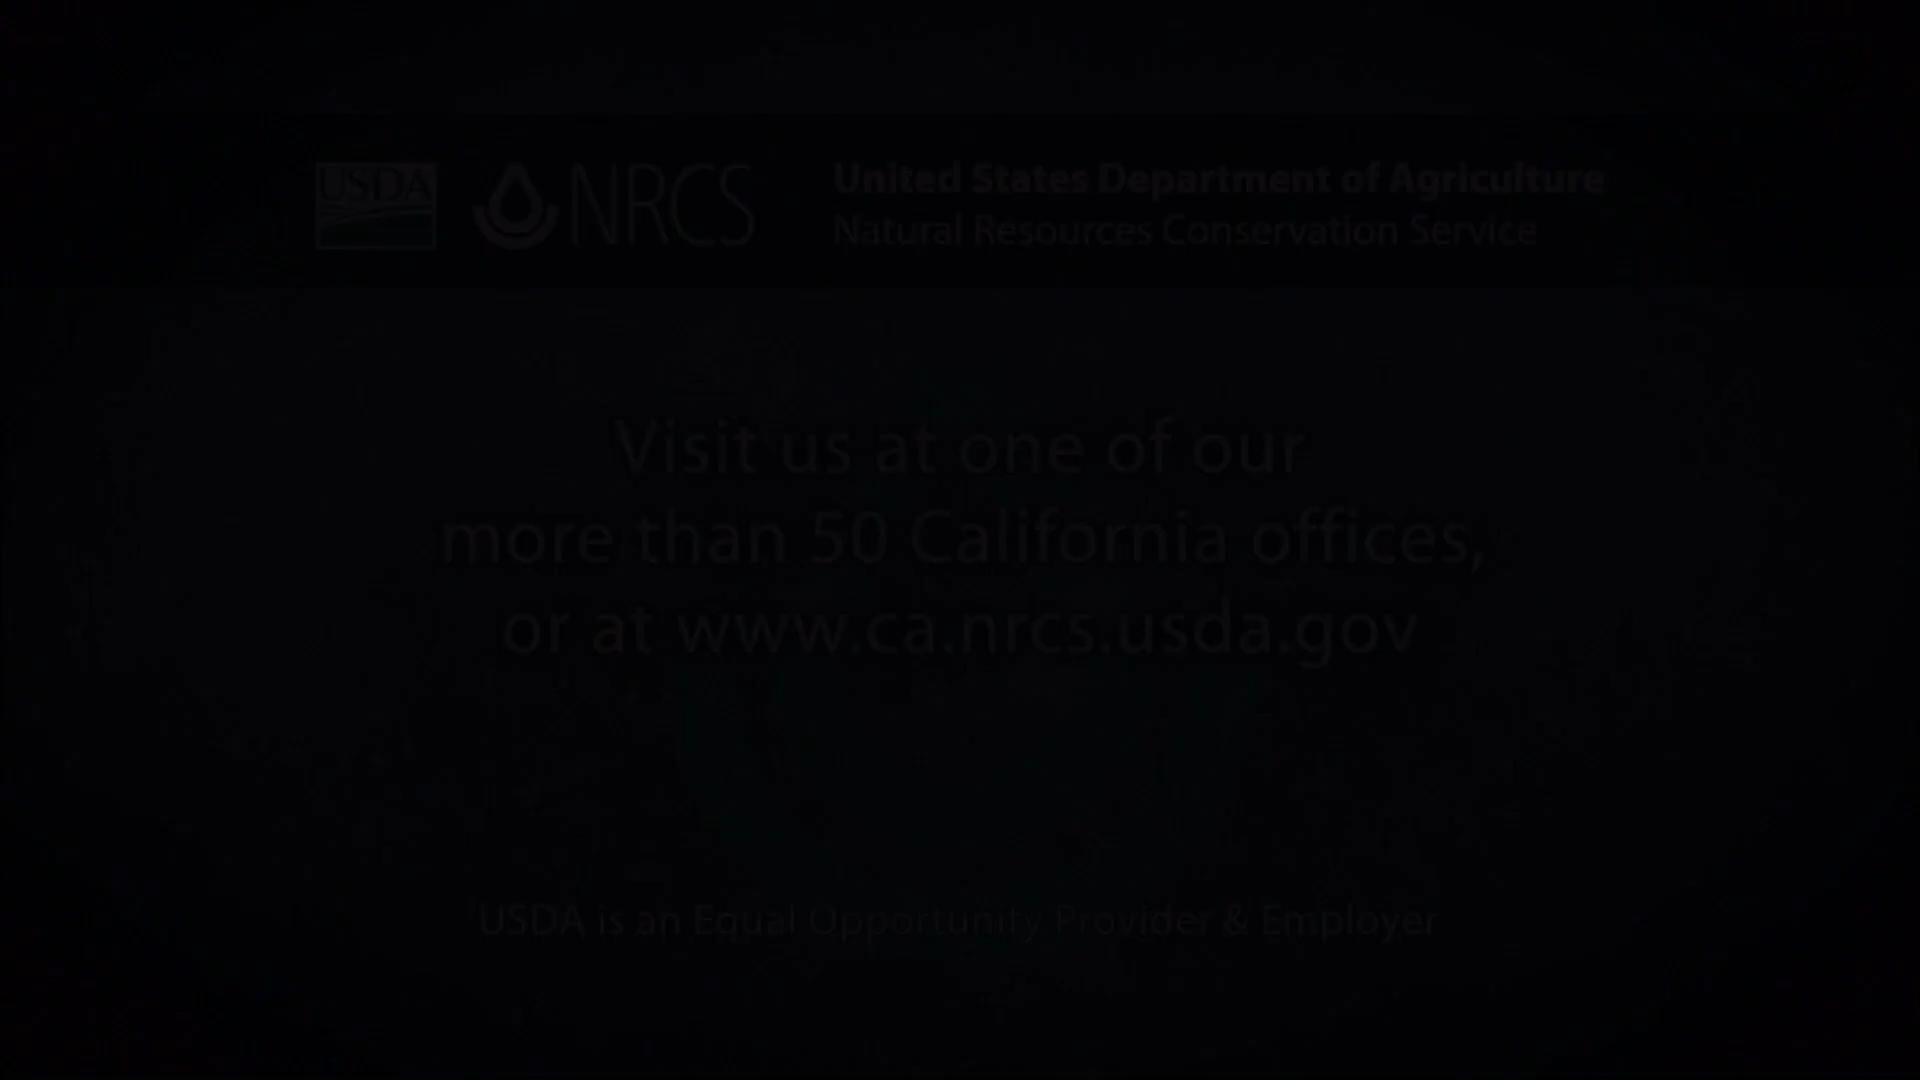 USDA NRCS United States Department of Agriculture
Natural Resources Conservation Service
Visit us at one of our
more than 50 California offices,
or at www.ca.nrcs.usda.gov
USDA is an Equal Opportunity Provider & Employer